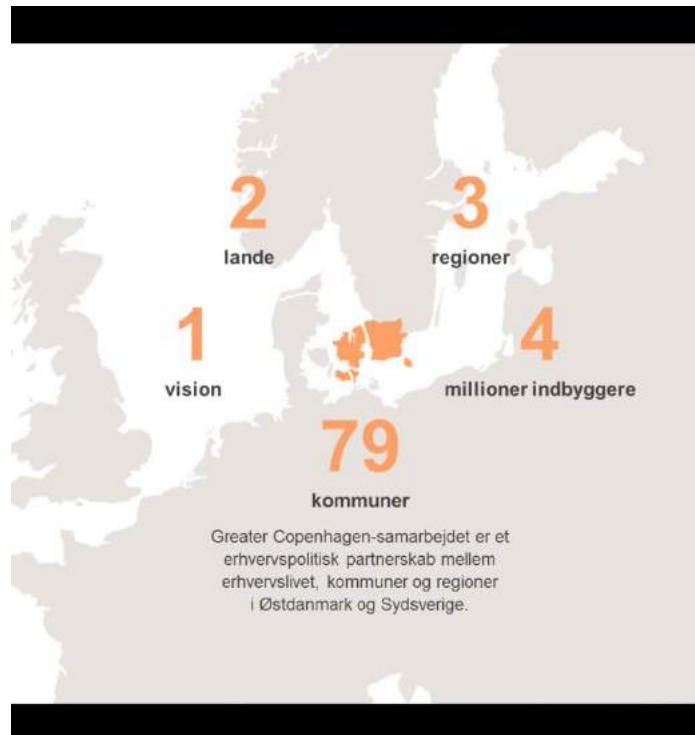 2
lande
3
regioner
1
vision
4
millioner indbyggere
79
kommuner
Greater Copenhagen-samarbejdet er et
erhvervspolitisk partnerskab mellem
erhvervslivet, kommuner og regioner
i Østdanmark og Sydsverige.